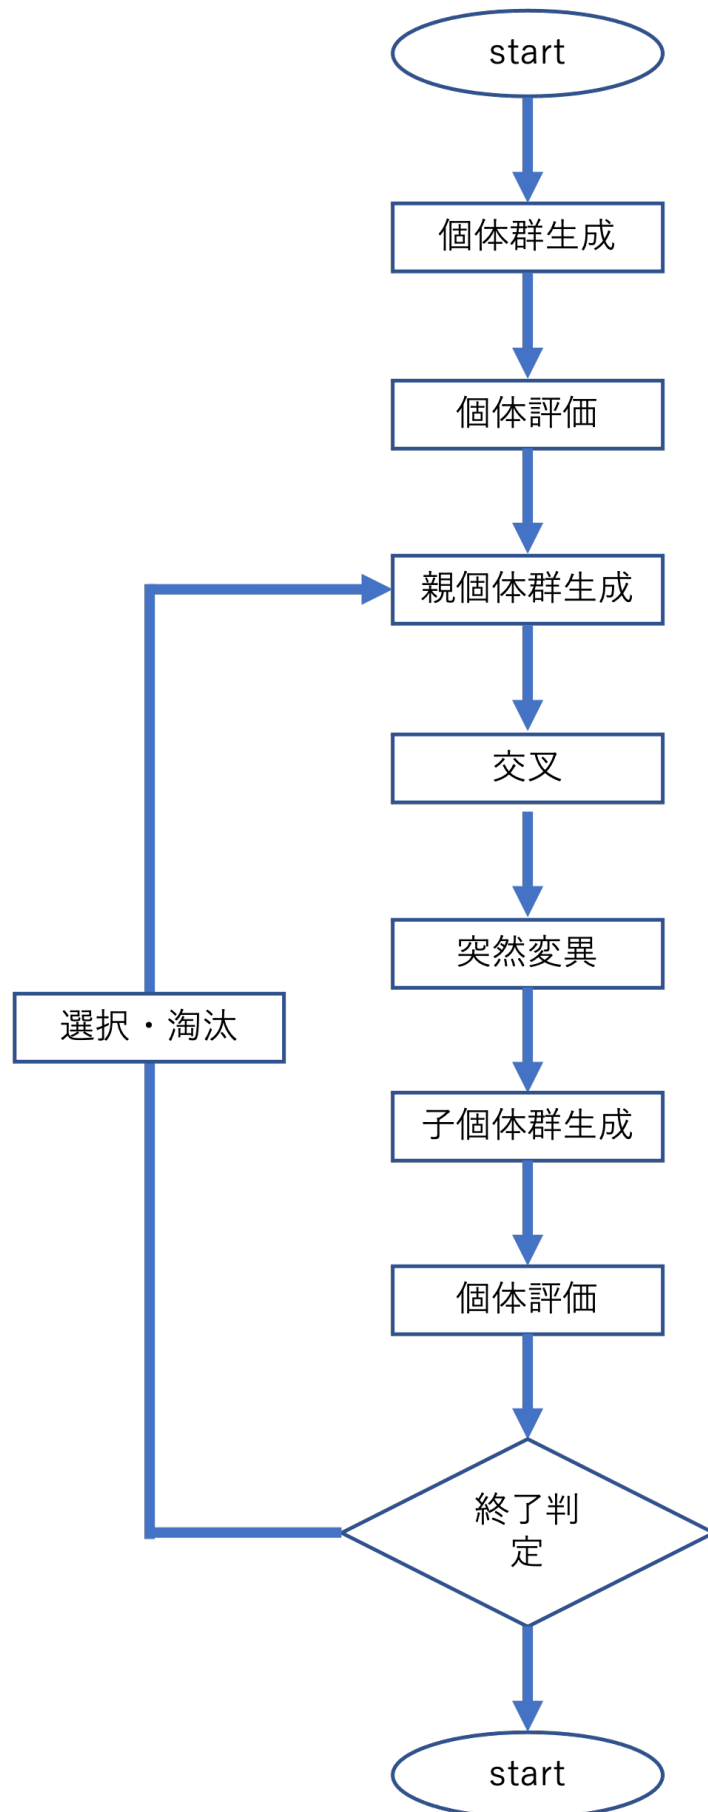 start
個体群生成
個体評価
親個体群生成
交叉
突然変異
選択・淘汰
子個体群生成
個体評価
終了判
定
start